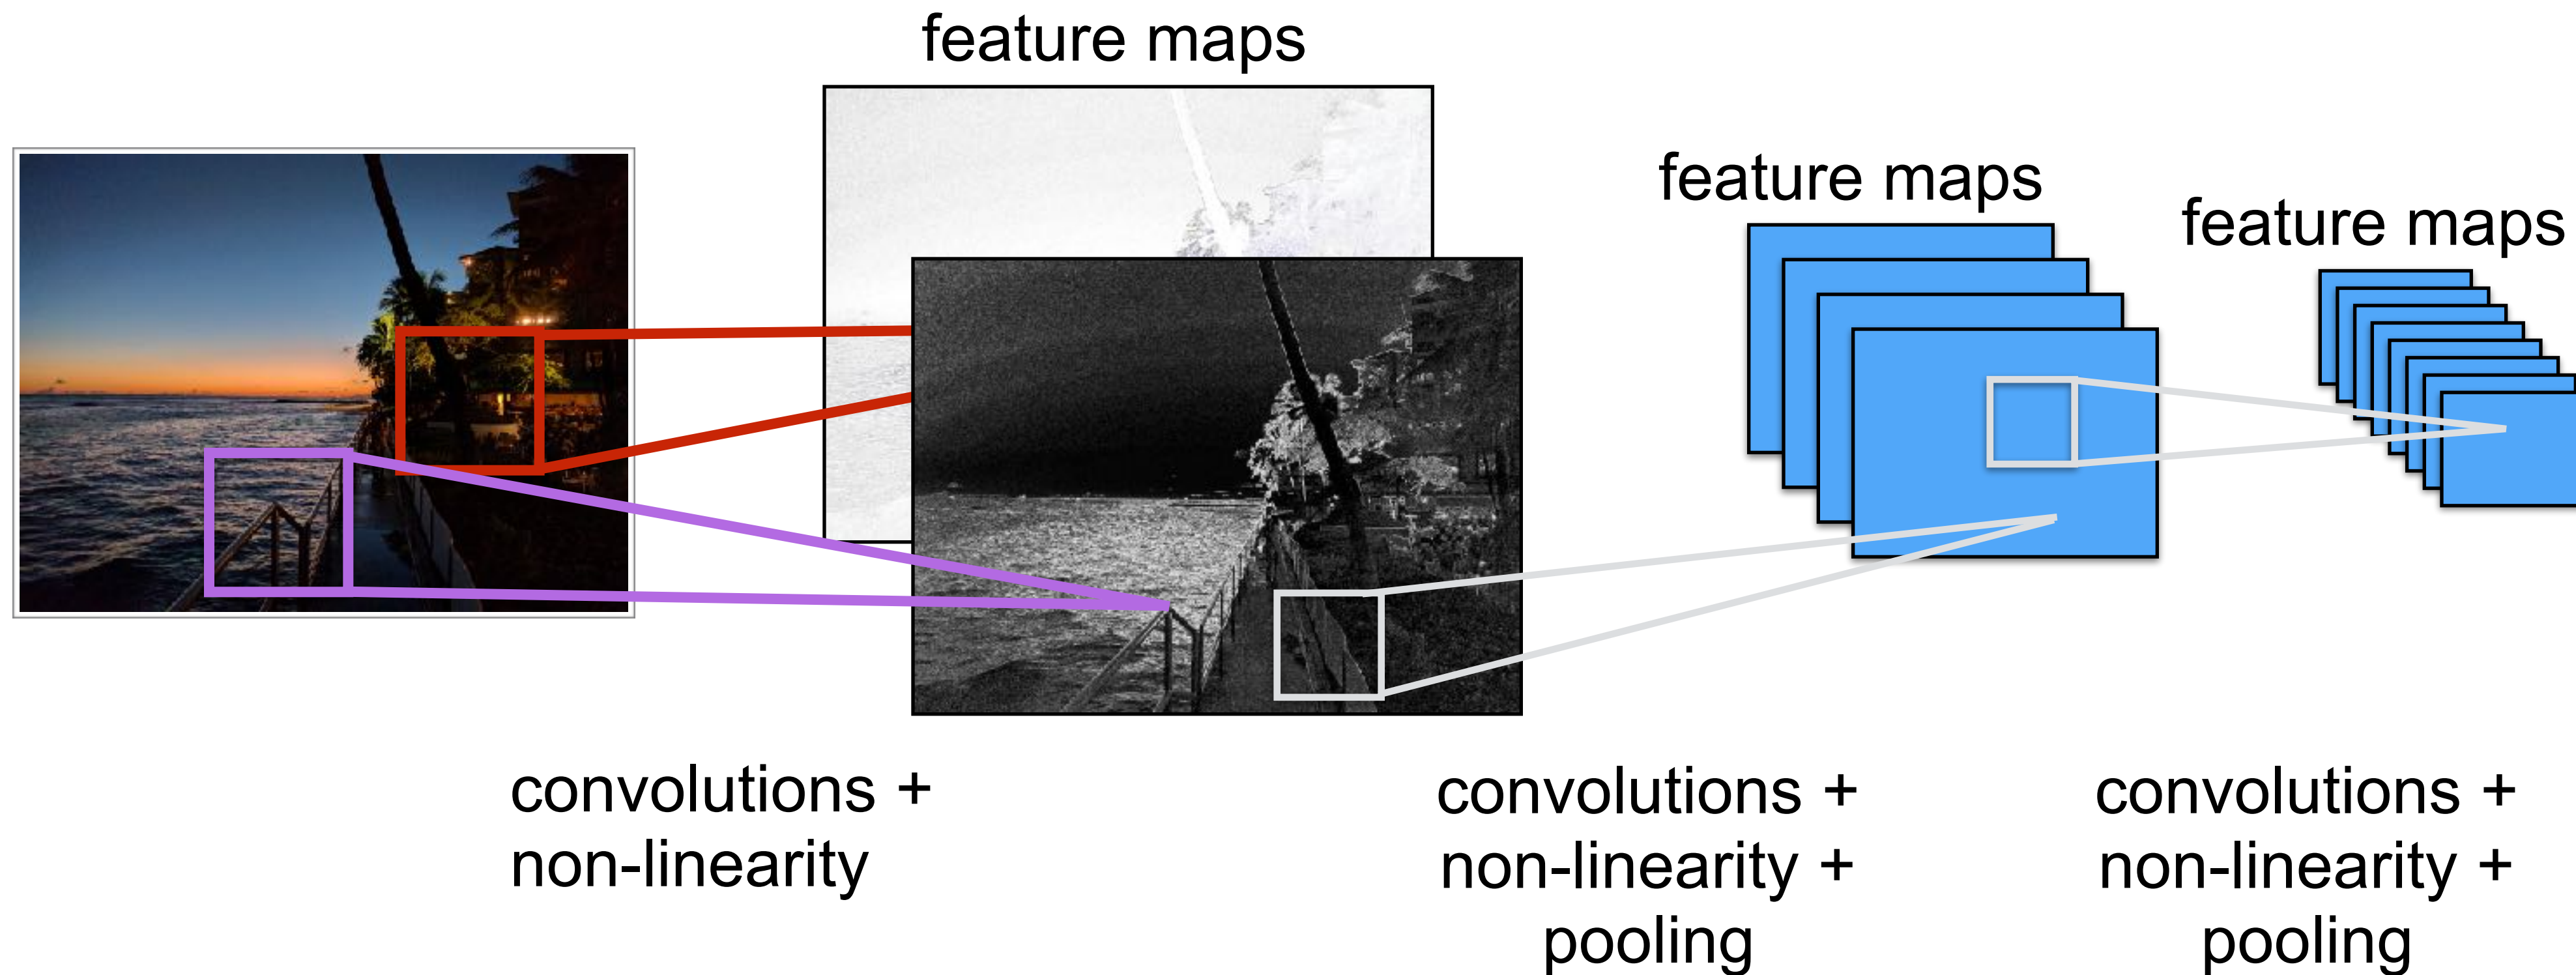 feature maps
feature maps
feature maps
convolutions +
non-linearity
convolutions +
non-linearity +
pooling
convolutions +
non-linearity +
pooling